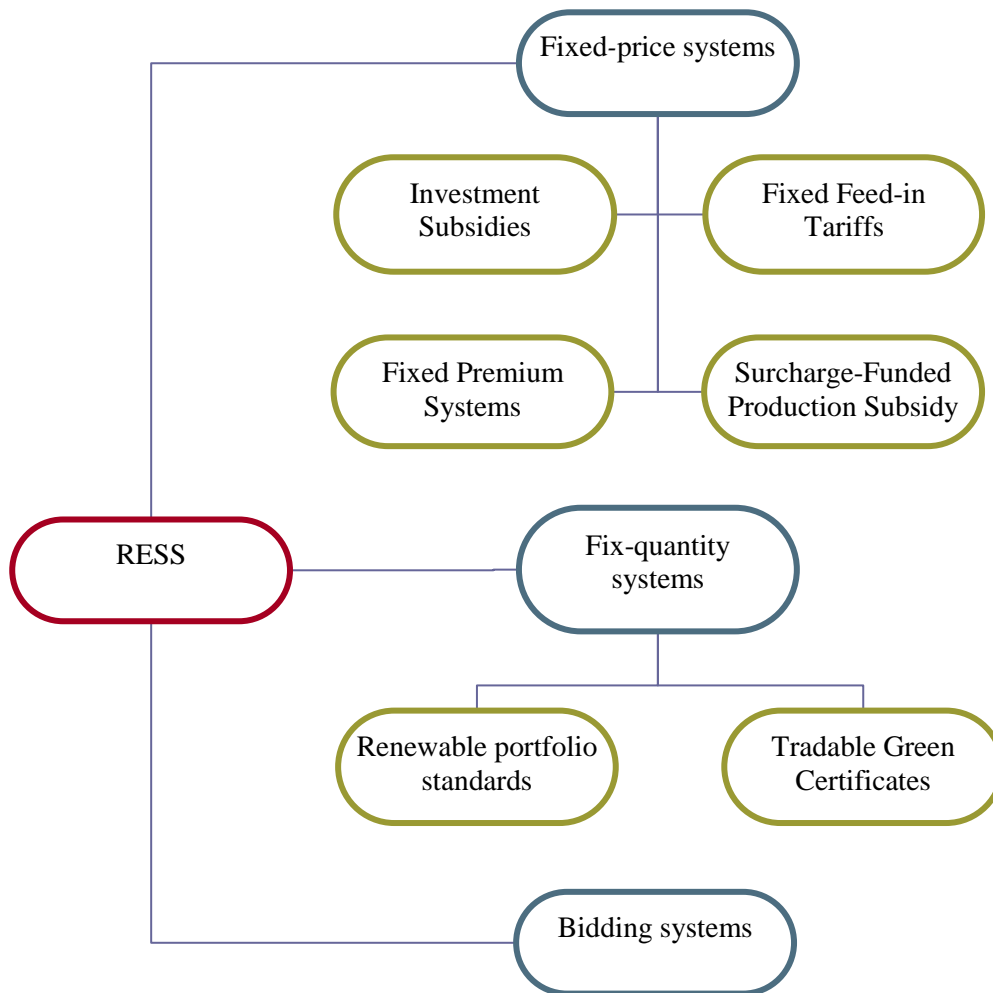 Fixed-price systems
Investment
Subsidies
Fixed Feed-in
Tariffs
Fixed Premium
Systems
Surcharge-Funded
Production Subsidy
RESS
Fix-quantity
systems
Renewable portfolio
standards
Tradable Green
Certificates
Bidding systems